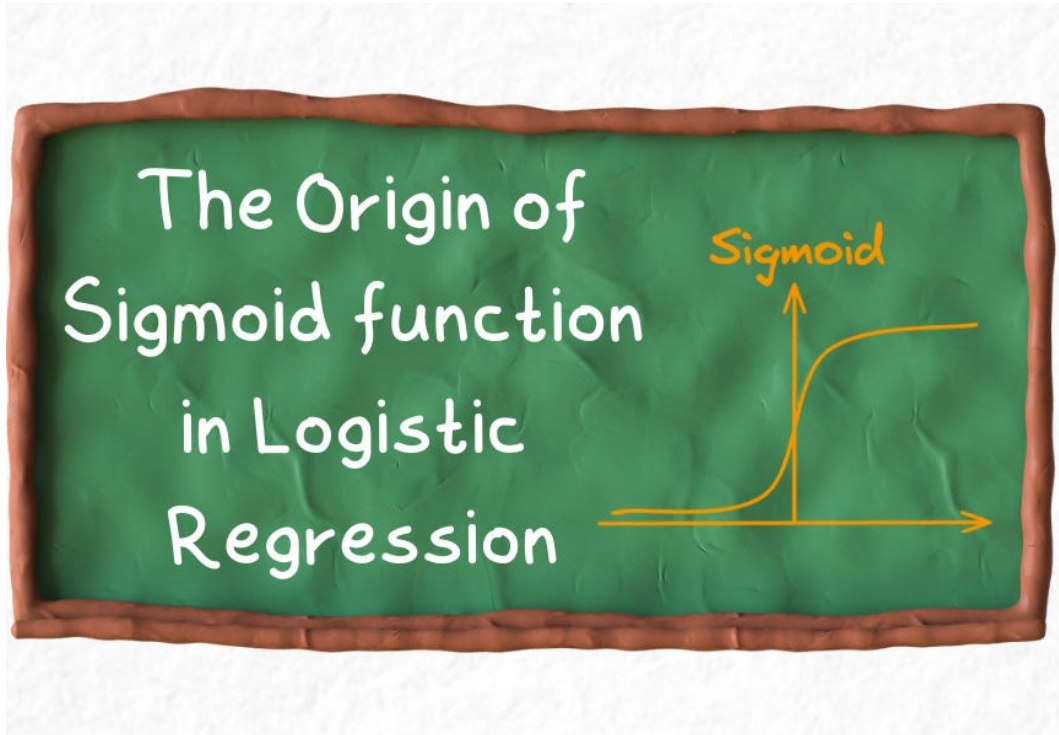 The Origin of
Sigmoid function
in Logistic
Regression
Sigmoid